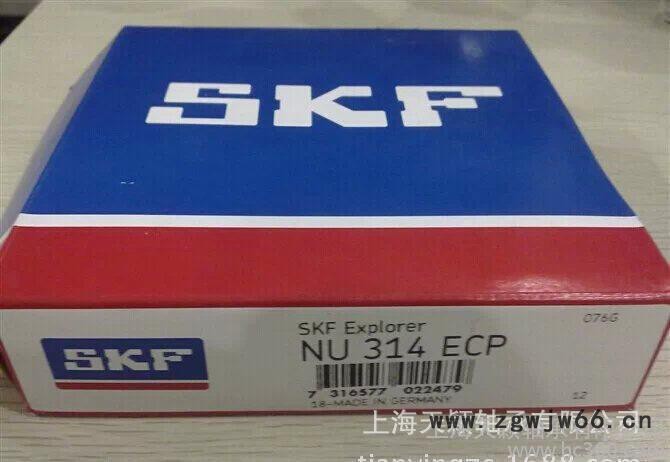 SKF
SKF Explorer
076G
SKF
NU 314 ECP
7 316577 022479
18-MADE IN GERMANY
12
www.zgwjw66.cn